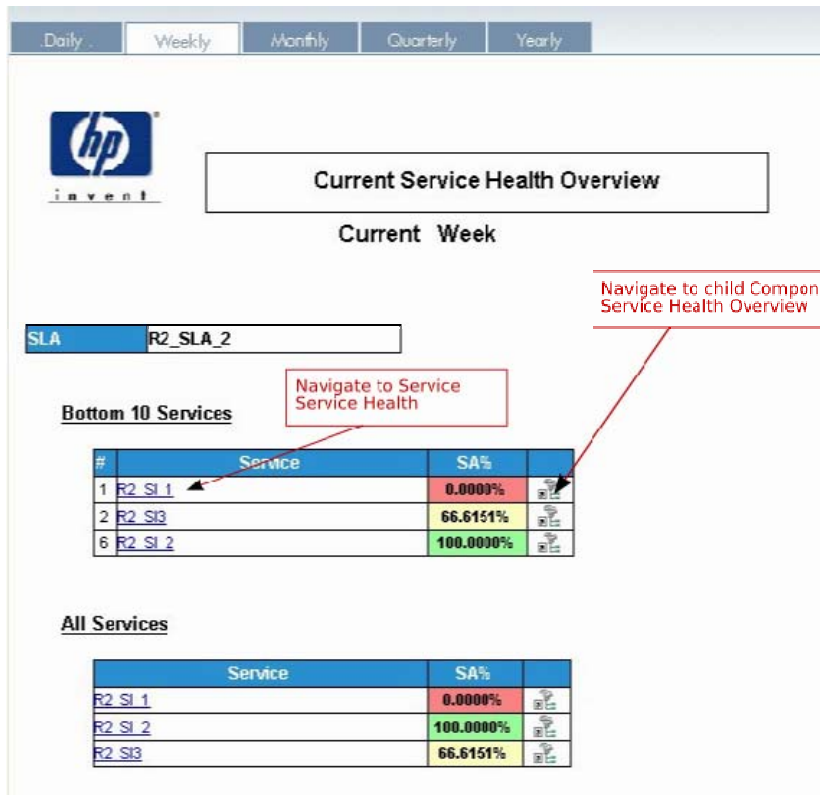 .Daily. Weekly Monthly Quarterly Yearly
hp
invent
Current Service Health Overview
Current Week
Navigate to child Compon
Service Health Overview
SLA R2_SLA_2
Navigate to Service
Service Health
Bottom 10 Services
# Service SA%
1 R2_SI_1 0.0000%
2 R2_SI3 66.6151%
6 R2_SI_2 100.0000%
All Services
Service SA%
R2_SI_1 0.0000%
R2_SI_2 100.0000%
R2_SI3 66.6151%